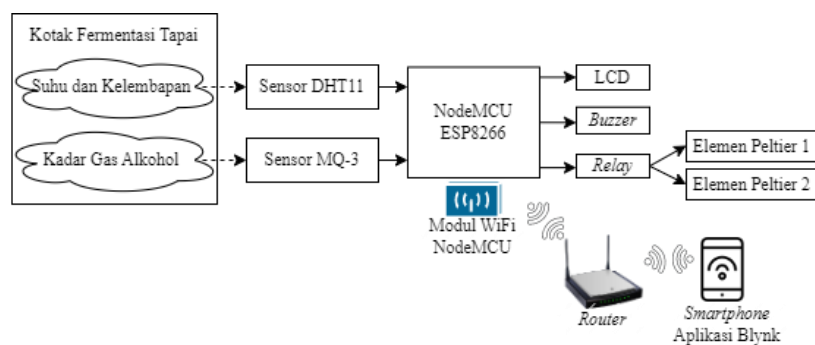 Kotak Fermentasi Tapai
Suhu dan Kelembapan
Kadar Gas Alkohol
Sensor DHT11
Sensor MQ-3
NodeMCU
ESP8266
LCD
Buzzer
Relay
Elemen Peltier 1
Elemen Peltier 2
Modul WiFi
NodeMCU
Router
Smartphone
Aplikasi Blynk